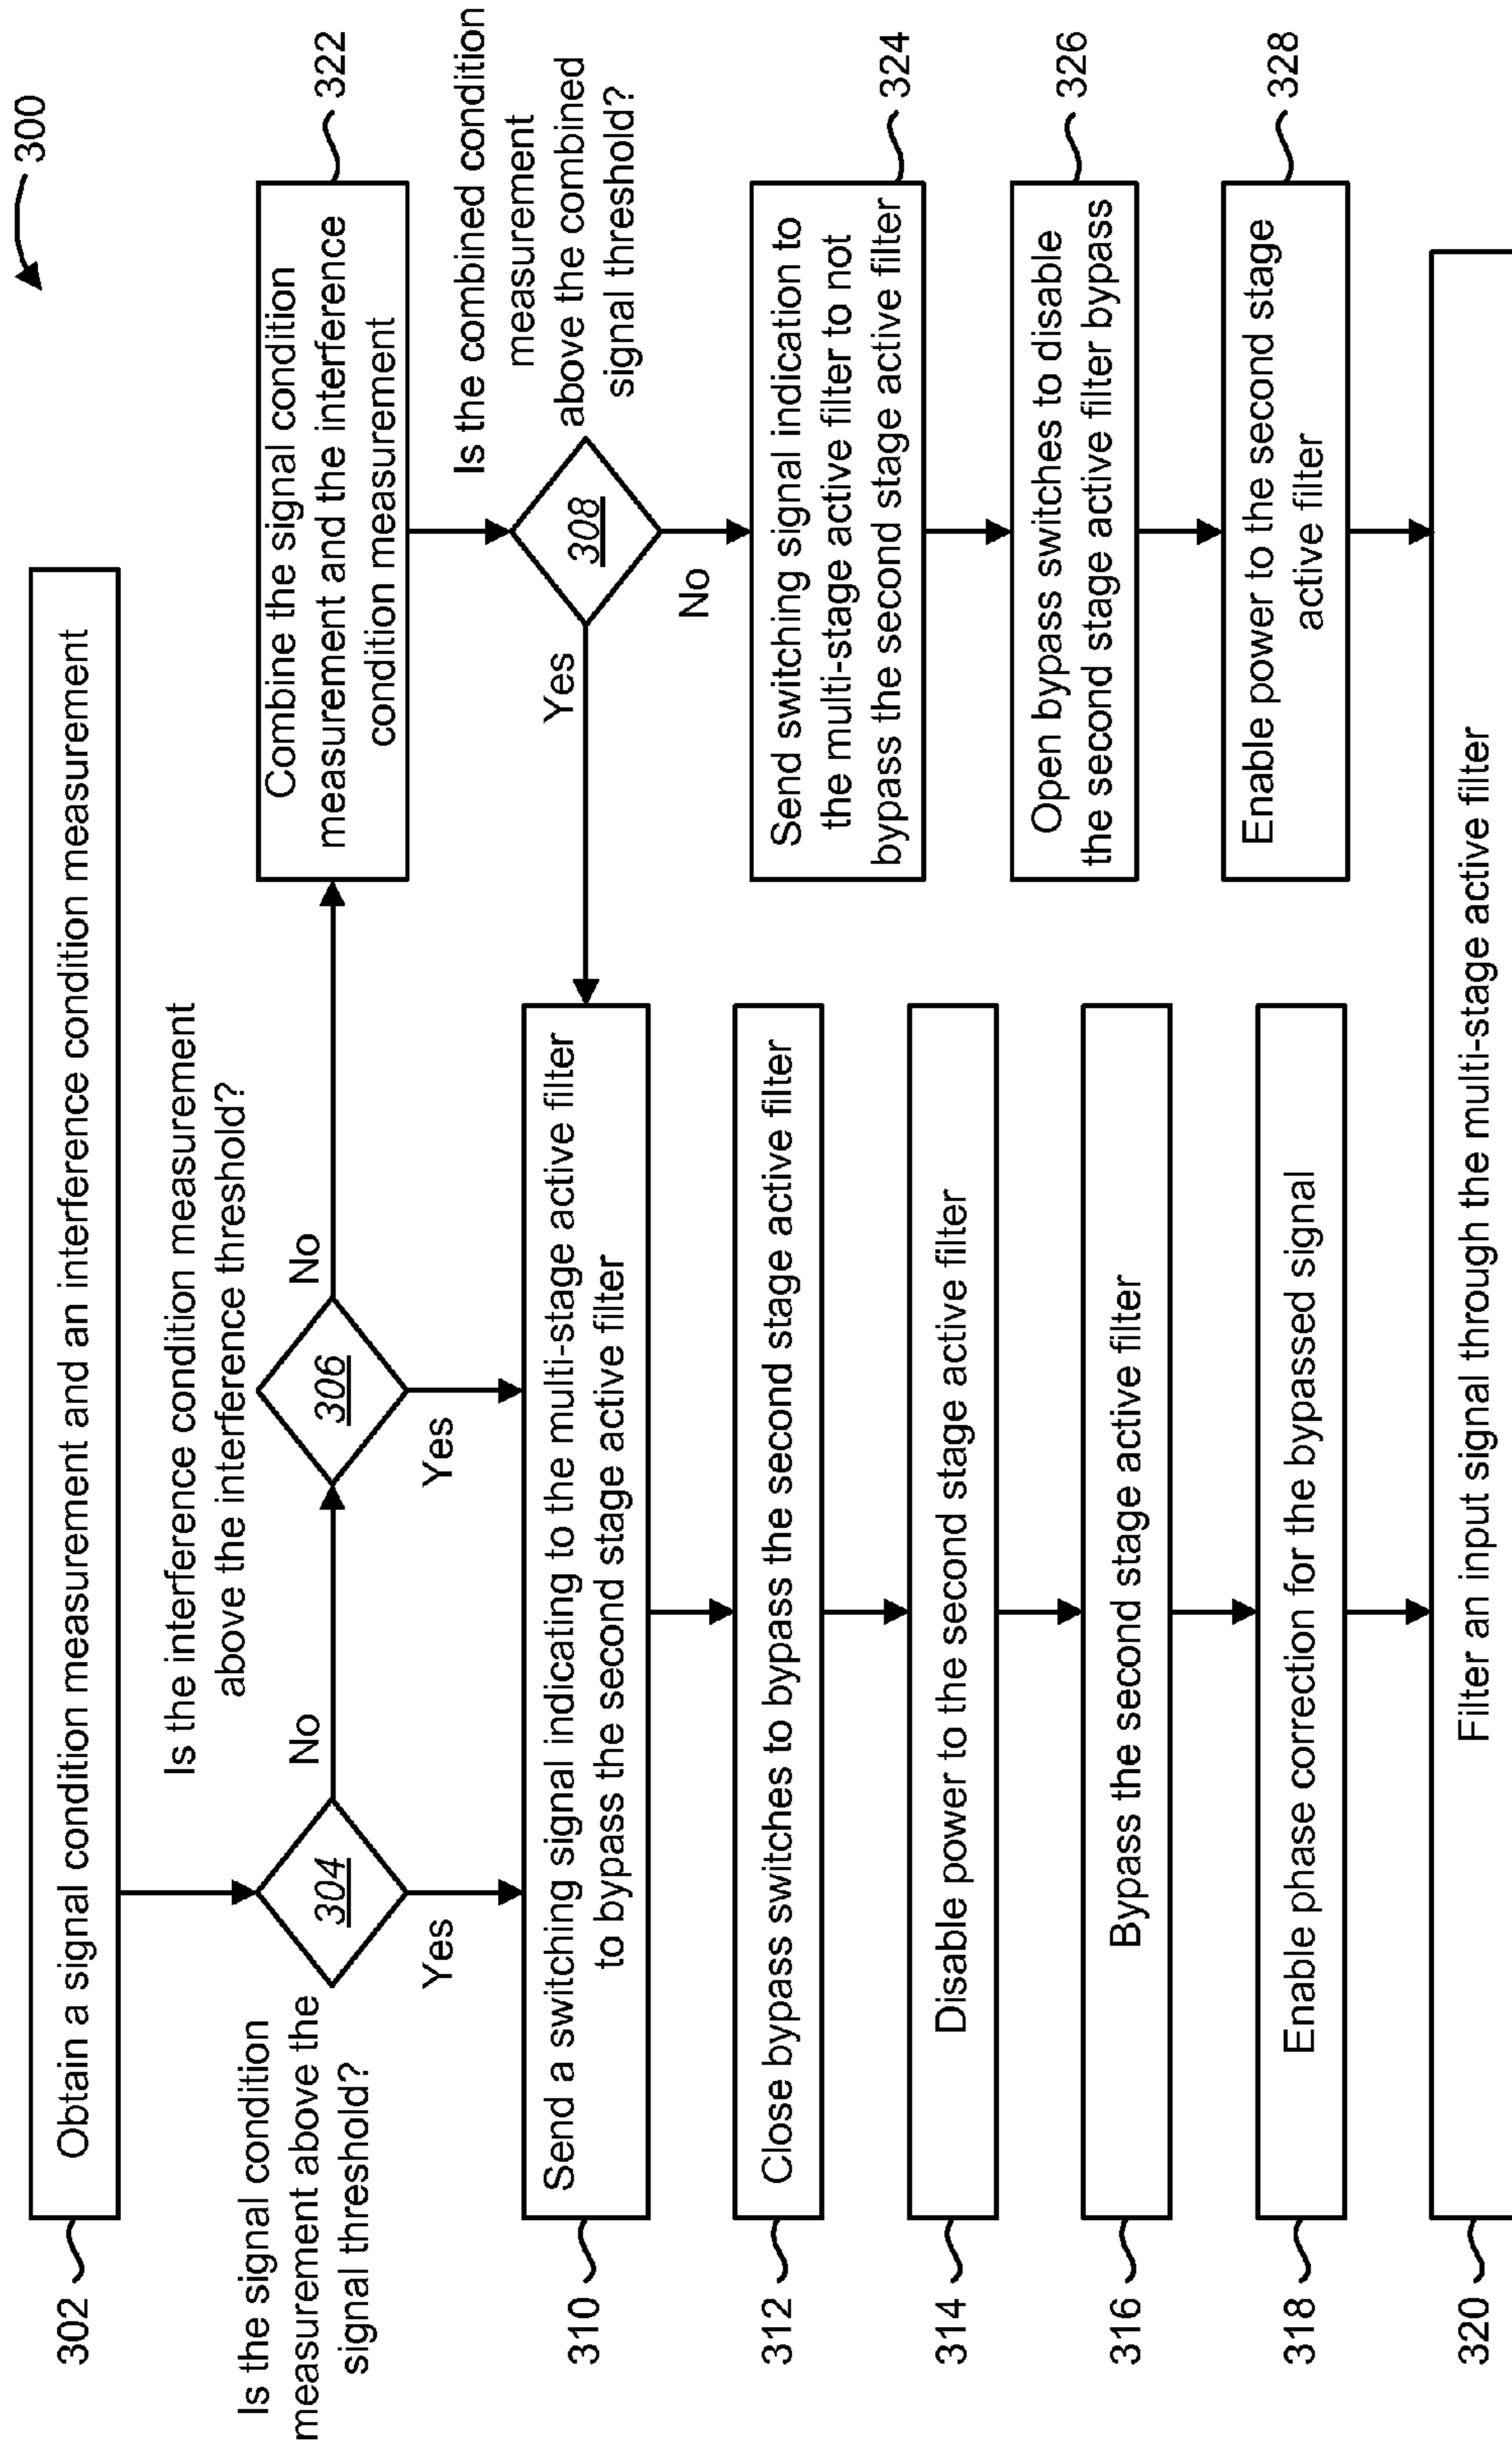 300
302
Obtain a signal condition measurement and an interference condition measurement
Is the signal condition
measurement above the
signal threshold?
304
Yes
No
Is the interference condition measurement
above the interference threshold?
306
Yes
No
322
Combine the signal condition
measurement and the interference
condition measurement
Is the combined condition
measurement
above the combined
signal threshold?
308
Yes
No
310
Send a switching signal indicating to the multi-stage active filter
to bypass the second stage active filter
312
Close bypass switches to bypass the second stage active filter
314
Disable power to the second stage active filter
316
Bypass the second stage active filter
318
Enable phase correction for the bypassed signal
324
Send switching signal indication to
the multi-stage active filter to not
bypass the second stage active filter
326
Open bypass switches to disable
the second stage active filter bypass
328
Enable power to the second stage
active filter
320
Filter an input signal through the multi-stage active filter